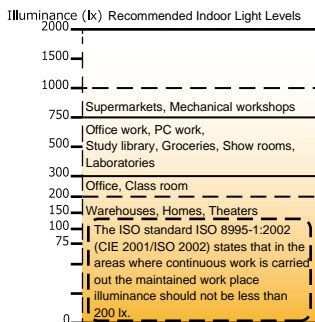 Illuminance (lx) Recommended Indoor Light Levels
2000
1500
1000
Supermarkets, Mechanical workshops
750
Office work, PC work,
500
Study library, Groceries, Show rooms,
Laboratories
300
Office, Class room
200
150
Warehouses, Homes, Theaters
100
The ISO standard ISO 8995-1:2002
75
(CIE 2001/ISO 2002) states that in the
areas where continuous work is carried
out the maintained work place
illuminance should not be less than
200 lx.
0